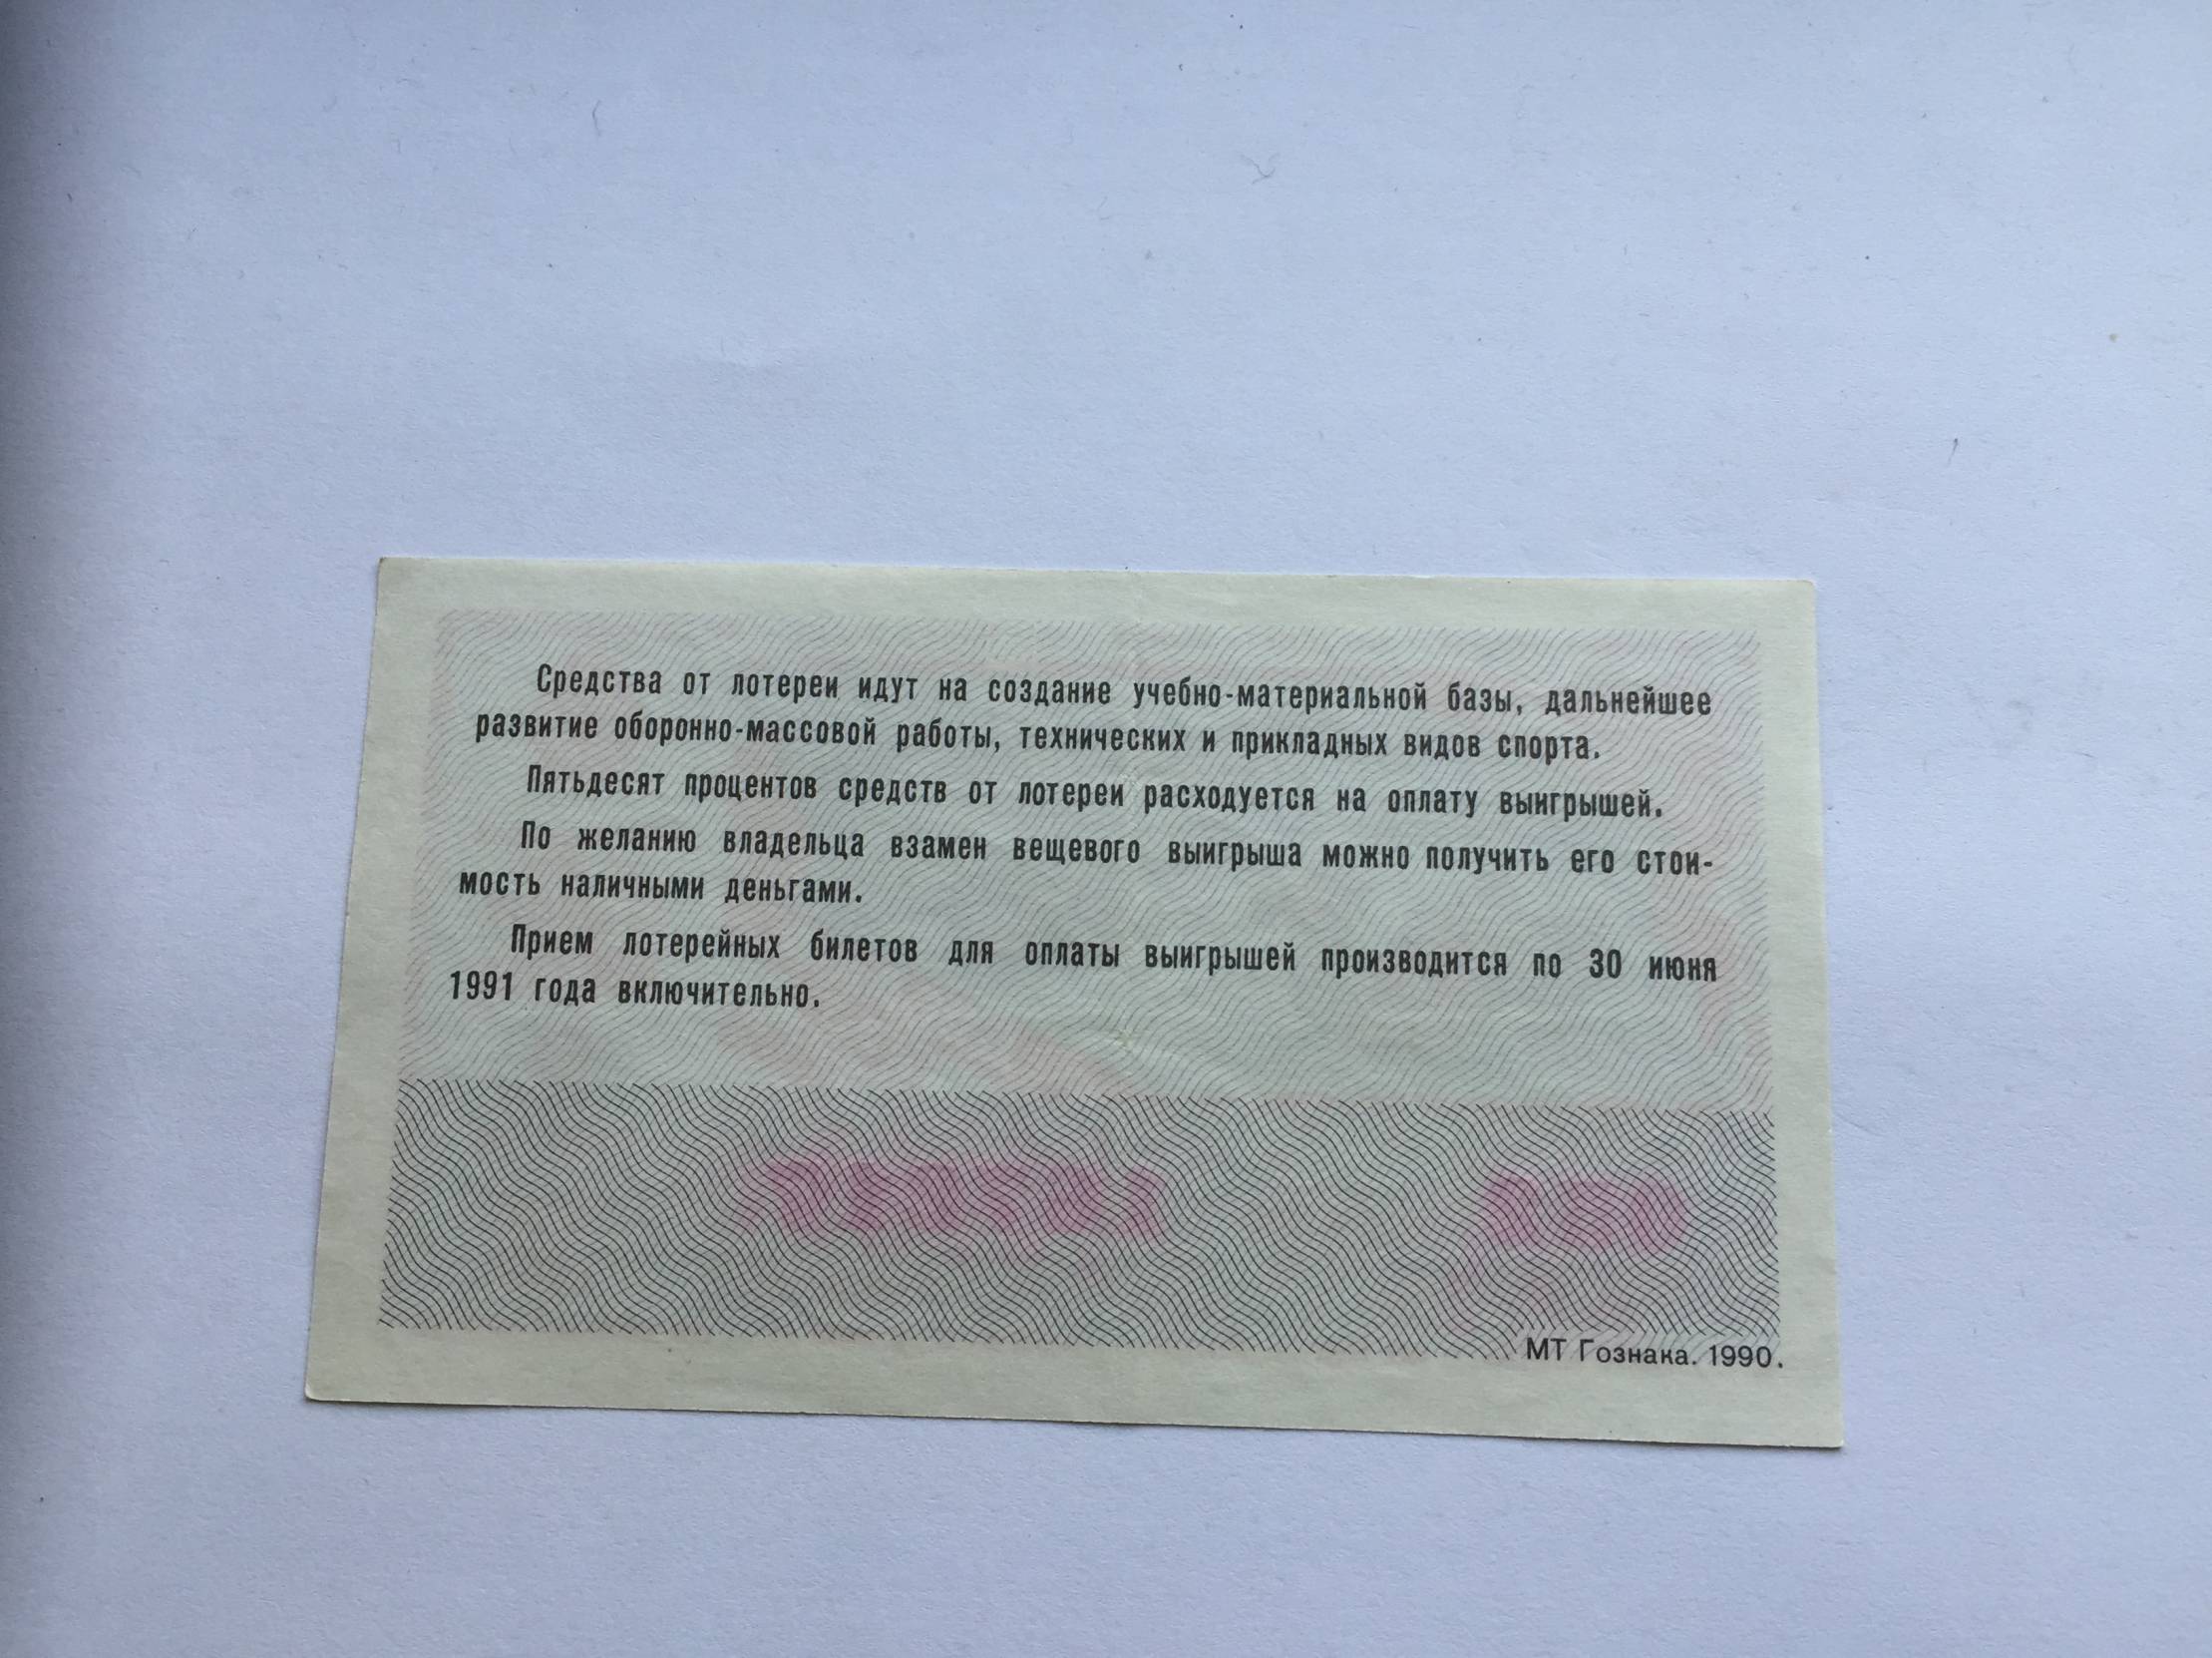 Средства от лотереи идут на создание учебно-материальной базы, дальнейшее
развитие оборонно-массовой работы, технических и прикладных видов спорта.
Пятьдесят процентов средств от лотереи расходуется на оплату выигрышей.
По желанию владельца взамен вещевого выигрыша можно получить его стои-
мость наличными деньгами.
Прием лотерейных билетов для оплаты выигрышей производится по 30 июня
1991 года включительно.
МТ Гознака. 1990.